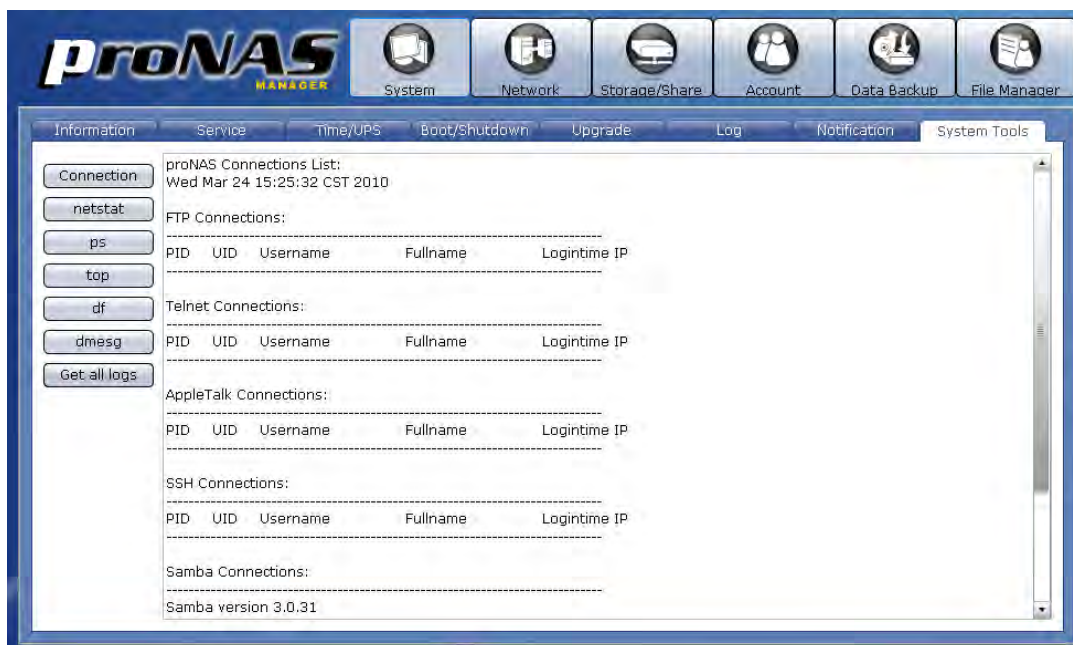 proNAS
MANAGER
System Network Storage/Share Account Data Backup File Manager
Information Service Time/UPS Boot/Shutdown Upgrade Log Notification System Tools
Connection
netstat
ps
top
df
dmesg
Get all logs
proNAS Connections List:
Wed Mar 24 15:25:32 CST 2010
FTP Connections:
PID UID Username Fullname Logintime IP
Telnet Connections:
PID UID Username Fullname Logintime IP
AppleTalk Connections:
PID UID Username Fullname Logintime IP
SSH Connections:
PID UID Username Fullname Logintime IP
Samba Connections:
Samba version 3.0.31